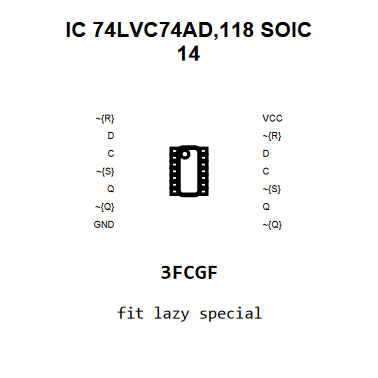 IC 74LVC74AD,118 SOIC
14
~{R} VCC
D ~{R}
C D
~{S} C
Q ~{S}
~{Q} Q
GND ~{Q}
3FCGF
fit lazy special